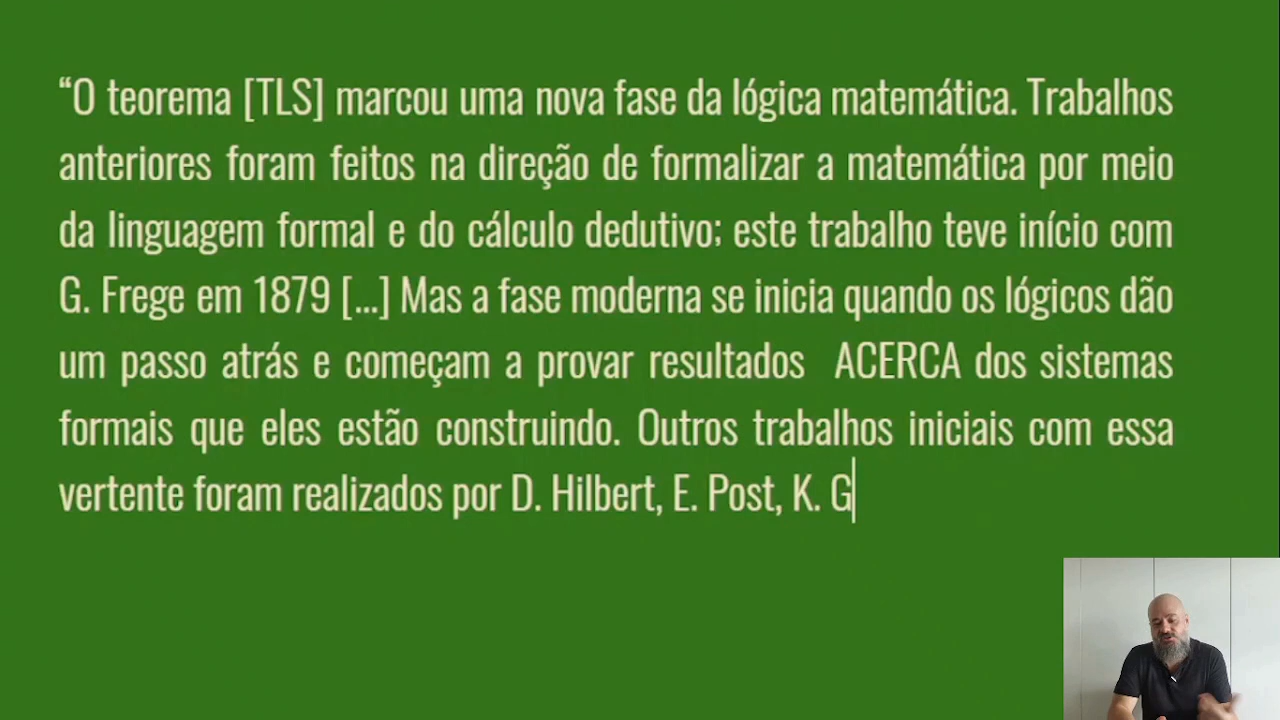 “O teorema [TLS] marcou uma nova fase da lógica matemática. Trabalhos
anteriores foram feitos na direção de formalizar a matemática por meio
da linguagem formal e do cálculo dedutivo; este trabalho teve início com
G. Frege em 1879 [...] Mas a fase moderna se inicia quando os lógicos dão
um passo atrás e começam a provar resultados ACERCA dos sistemas
formais que eles estão construindo. Outros trabalhos iniciais com essa
vertente foram realizados por D. Hilbert, E. Post, K. G